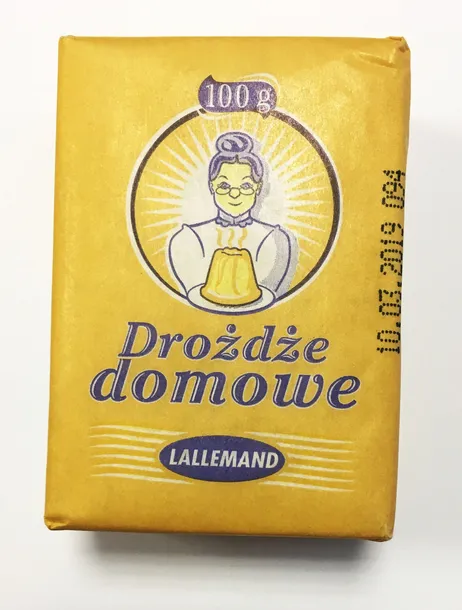 100 g
Drożdże
domowe
LALLEMAND
10.03.2019 094